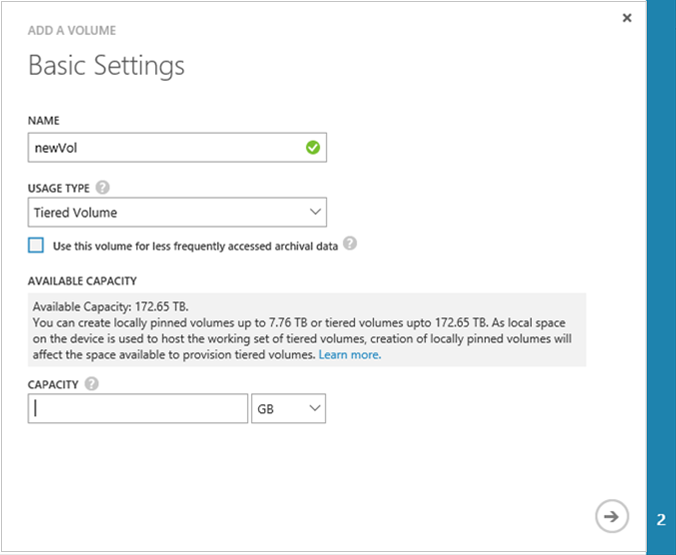 ADD A VOLUME
Basic Settings
NAME
newVol
USAGE TYPE ?
Tiered Volume
Use this volume for less frequently accessed archival data ?
AVAILABLE CAPACITY
Available Capacity: 172.65 TB.
You can create locally pinned volumes up to 7.76 TB or tiered volumes upto 172.65 TB. As local space
on the device is used to host the working set of tiered volumes, creation of locally pinned volumes will
affect the space available to provision tiered volumes. Learn more.
CAPACITY ?
GB
2